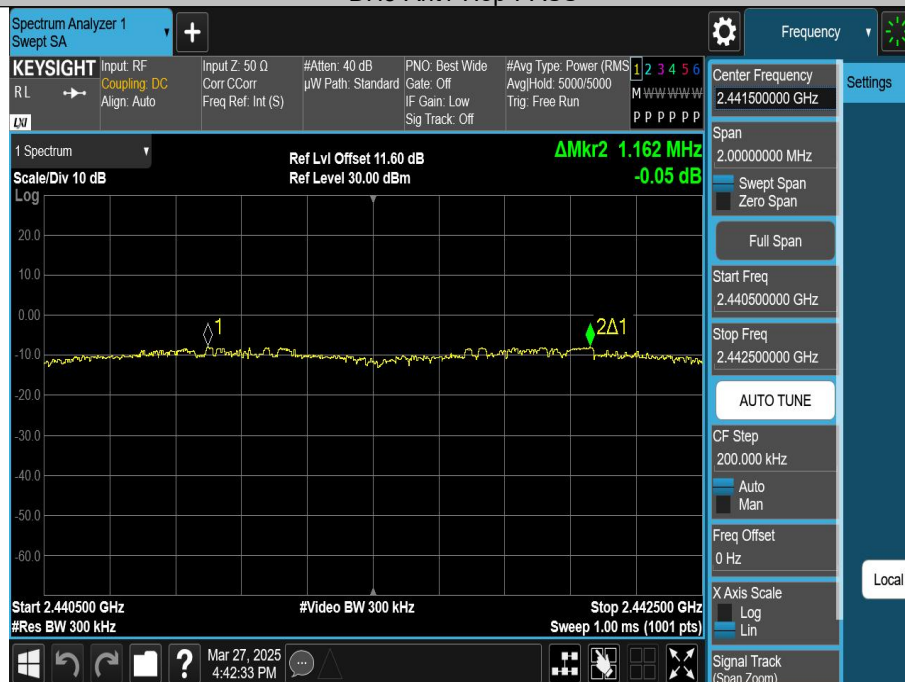 Spectrum Analyzer 1
Swept SA
+
Frequency
KEYSIGHT
RL
LXI
Input: RF
Coupling: DC
Align: Auto
Input Z: 50 Ω
Corr CCorr
Freq Ref: Int (S)
#Atten: 40 dB
µW Path: Standard
PNO: Best Wide
Gate: Off
IF Gain: Low
Sig Track: Off
#Avg Type: Power (RMS
Avg|Hold: 5000/5000
Trig: Free Run
1 2 3 4 5 6
M W W W W W
P P P P P P
1 Spectrum
Scale/Div 10 dB
Log
Ref Lvl Offset 11.60 dB
Ref Level 30.00 dBm
ΔMkr2 1.162 MHz
-0.05 dB
20.0
10.0
0.00
-10.0
-20.0
-30.0
-40.0
-50.0
-60.0
1
2Δ1
Start 2.440500 GHz
#Res BW 300 kHz
#Video BW 300 kHz
Stop 2.442500 GHz
Sweep 1.00 ms (1001 pts)
Mar 27, 2025
4:42:33 PM
?
Center Frequency
2.441500000 GHz
Span
2.00000000 MHz
Swept Span
Zero Span
Full Span
Start Freq
2.440500000 GHz
Stop Freq
2.442500000 GHz
AUTO TUNE
CF Step
200.000 kHz
Auto
Man
Freq Offset
0 Hz
X Axis Scale
Log
Lin
Signal Track
(Span Zoom)
Settings
Local